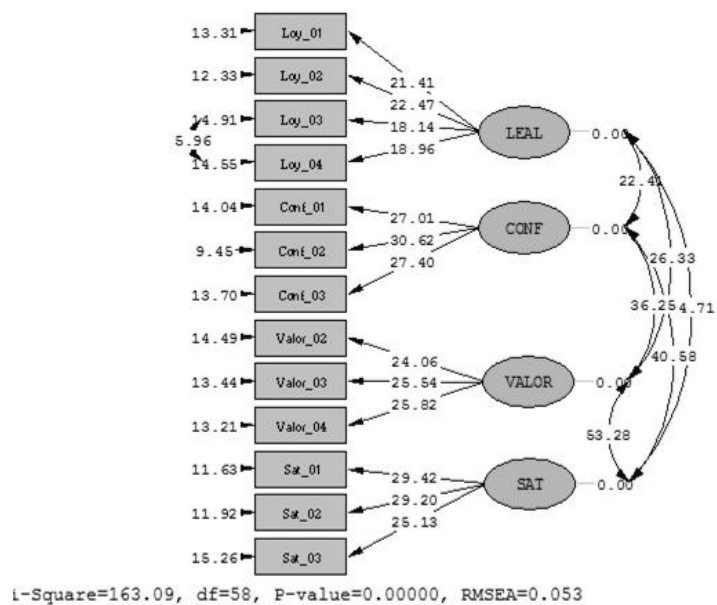 13.31 Loy_01
12.33 Loy_02
21.41
22.47
14.91 Loy_03
18.14
LEAL 0.00
5.96
18.96
14.55 Loy_04
22.41
14.04 Conf_01
27.01
CONF 0.00
9.45 Conf_02
30.62
26.33
27.40
13.70 Conf_03
36.25
4.71
14.49 Valor_02
40.58
24.06
13.44 Valor_03
25.54
VALOR 0.00
25.82
13.21 Valor_04
53.28
11.63 Sat_01
29.42
SAT 0.00
11.92 Sat_02
29.20
25.13
15.26 Sat_03
i-Square=163.09, df=58, P-value=0.00000, RMSEA=0.053